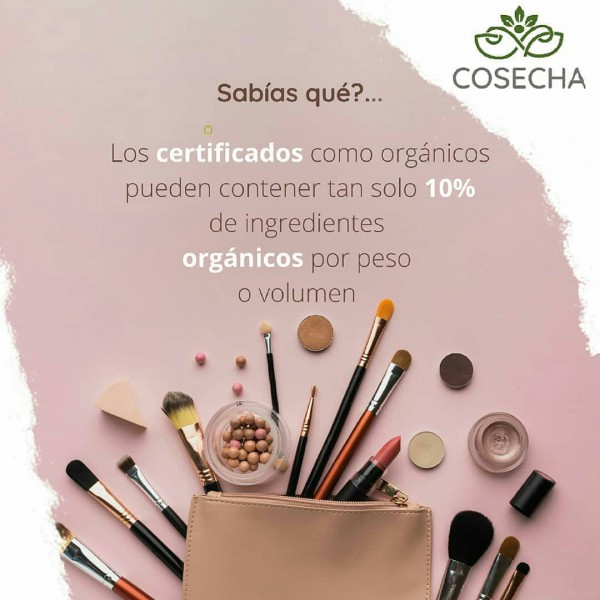 COSECHA
Sabías qué?...
Los certificados como orgánicos
pueden contener tan solo 10%
de ingredientes
orgánicos por peso
o volumen